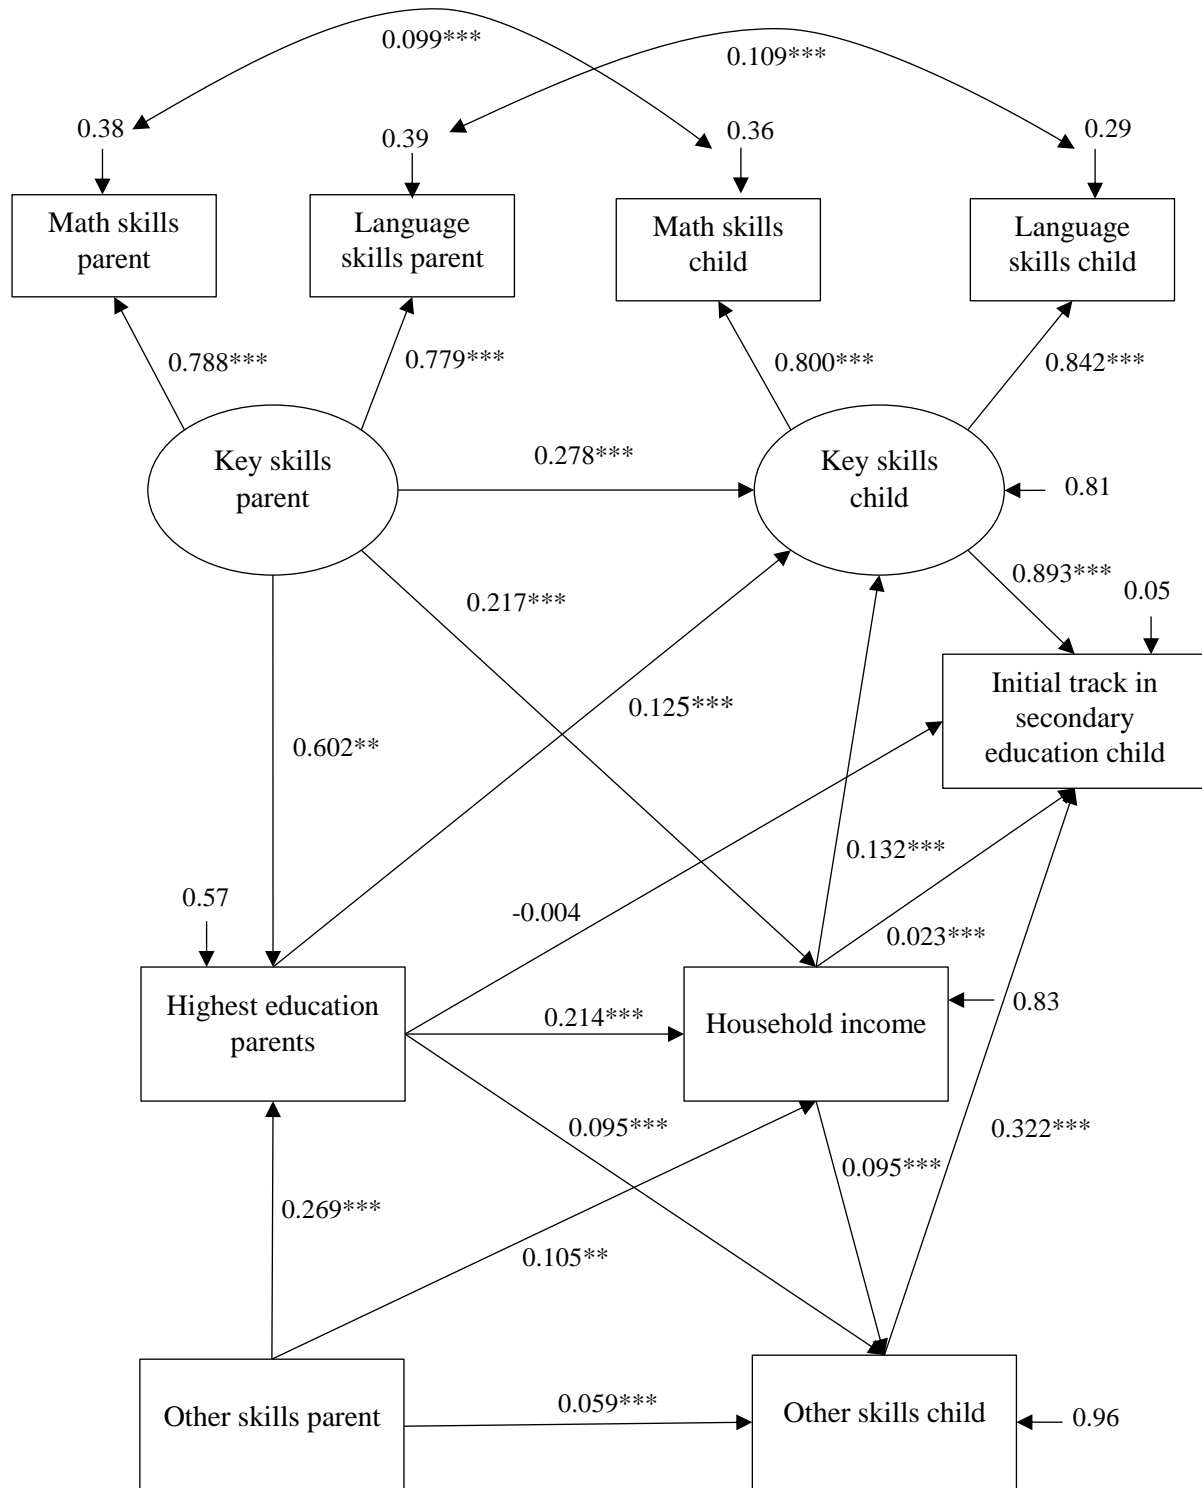 0.099***
0.109***
0.38
0.39
0.36
0.29
Math skills
parent
Language
skills parent
Math skills
child
Language
skills child
0.788***
0.779***
0.800***
0.842***
Key skills
parent
0.278***
Key skills
child
0.81
0.893***
0.05
0.217***
Initial track in
secondary
education child
0.125***
0.602**
0.132***
0.57
-0.004
0.023***
Highest education
parents
0.214***
Household income
0.83
0.095***
0.322***
0.095***
0.269***
0.105**
Other skills parent
0.059***
Other skills child
0.96